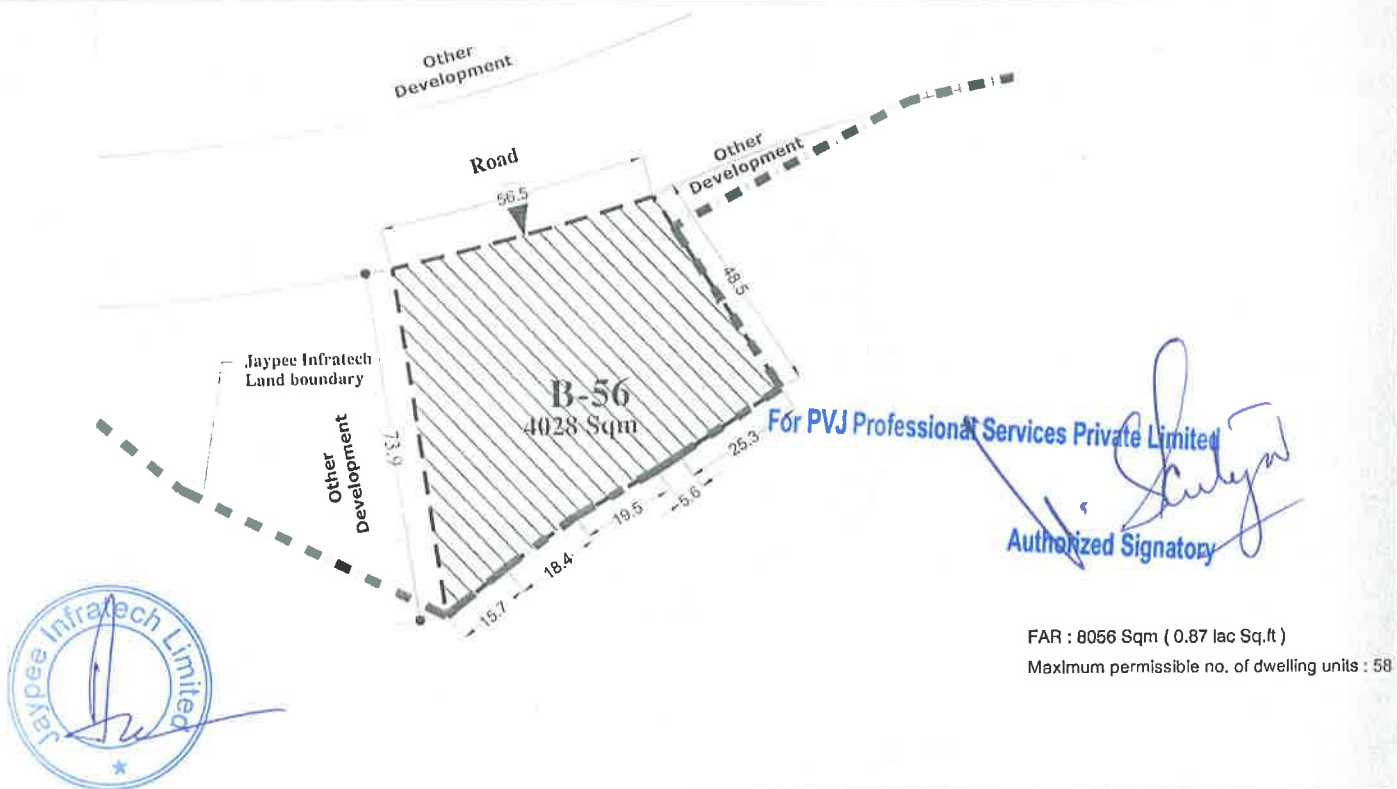 Other
Development
Road
Other
Development
56.5
48.5
Jaypee Infratech
Land boundary
B-56
4028 Sqm
73.9
Other
Development
25.3
5.6
19.5
18.4
15.7
For PVJ Professional Services Private Limited
Authorized Signatory
FAR : 8056 Sqm ( 0.87 lac Sq.ft )
Maximum permissible no. of dwelling units : 58
Jaypee Infratech Limited